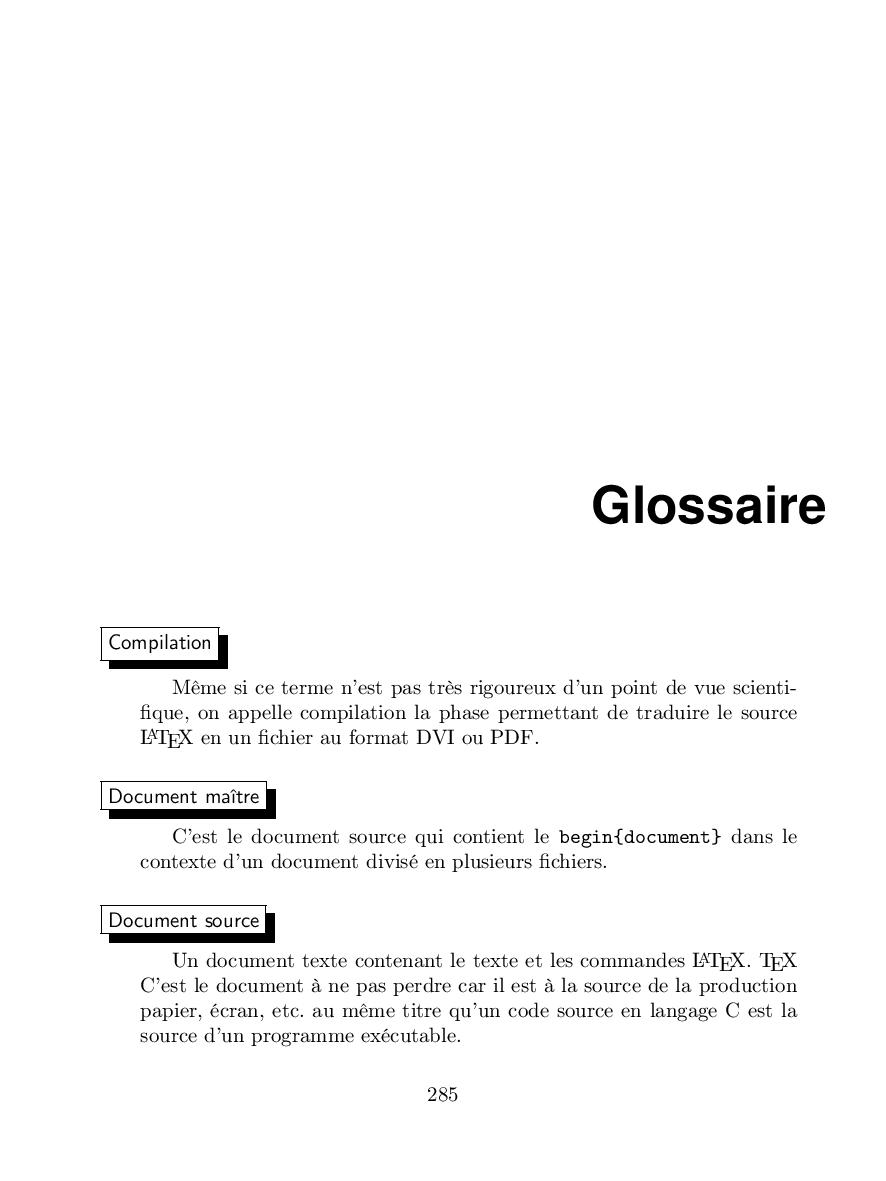 Glossaire
Compilation
Même si ce terme n'est pas très rigoureux d'un point de vue scienti-
fique, on appelle compilation la phase permettant de traduire le source
LATEX en un fichier au format DVI ou PDF.
Document maître
C'est le document source qui contient le begin{document} dans le
contexte d'un document divisé en plusieurs fichiers.
Document source
Un document texte contenant le texte et les commandes LATEX. TEX
C'est le document à ne pas perdre car il est à la source de la production
papier, écran, etc. au même titre qu'un code source en langage C est la
source d'un programme exécutable.
285